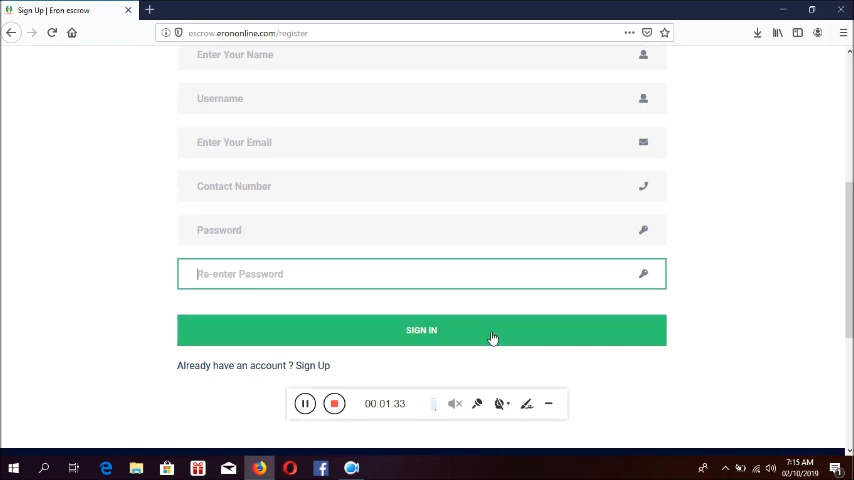 Sign Up | Eron escrow
escrow.erononline.com/register
Enter Your Name
Username
Enter Your Email
Contact Number
Password
Re-enter Password
SIGN IN
Already have an account ? Sign Up
00:01:33
7:15 AM
02/10/2019
1